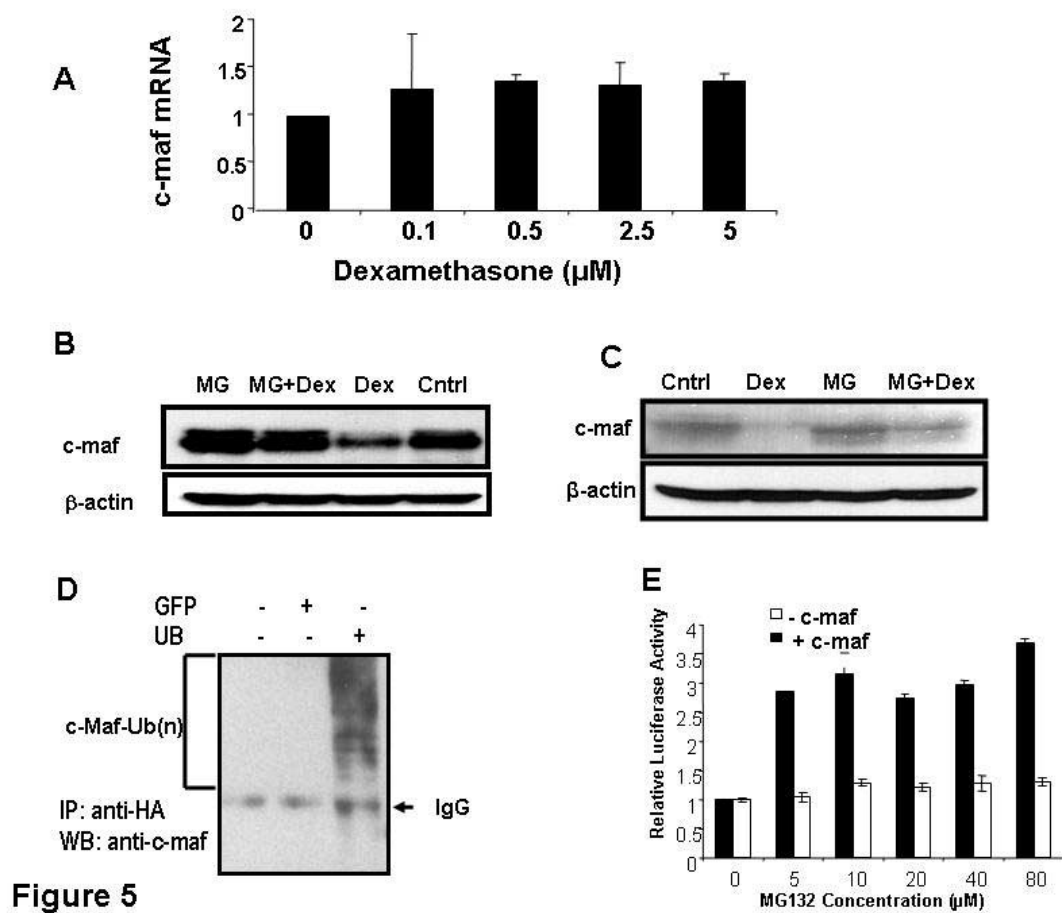 A
c-maf mRNA
2
1.5
1
0.5
0
0 0.1 0.5 2.5 5
Dexamethasone (µM)
B
MG MG+Dex Dex Cntrl
c-maf
β-actin
C
Cntrl Dex MG MG+Dex
c-maf
β-actin
D
GFP - + -
UB - - +
c-Maf-Ub(n)
IP: anti-HA
WB: anti-c-maf
IgG
E
- c-maf
+ c-maf
Relative Luciferase Activity
4
3.5
3
2.5
2
1.5
1
0.5
0
0 5 10 20 40 80
MG132 Concentration (µM)
Figure 5